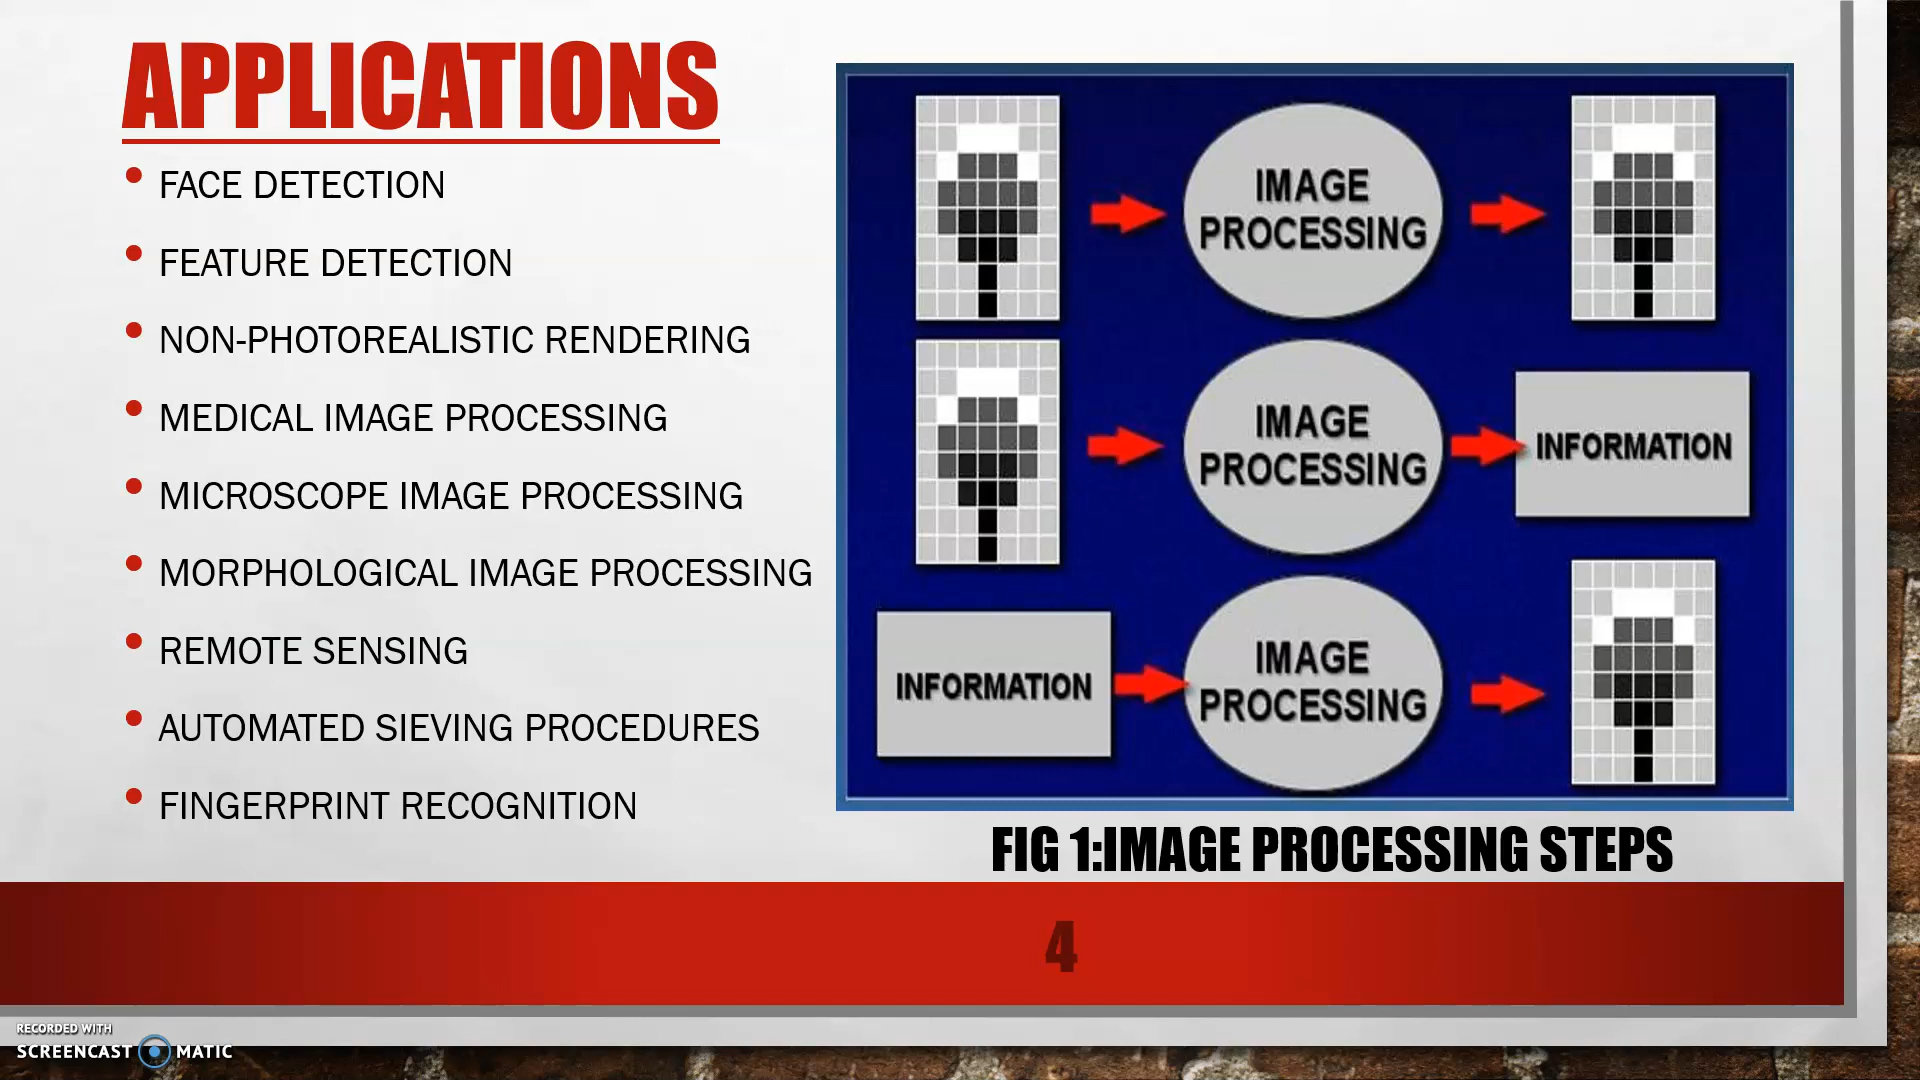 APPLICATIONS
• FACE DETECTION
• FEATURE DETECTION
• NON-PHOTOREALISTIC RENDERING
• MEDICAL IMAGE PROCESSING
• MICROSCOPE IMAGE PROCESSING
• MORPHOLOGICAL IMAGE PROCESSING
• REMOTE SENSING
• AUTOMATED SIEVING PROCEDURES
• FINGERPRINT RECOGNITION
IMAGE
PROCESSING
IMAGE
PROCESSING
INFORMATION
INFORMATION
IMAGE
PROCESSING
FIG 1:IMAGE PROCESSING STEPS
4
RECORDED WITH
SCREENCAST MATIC